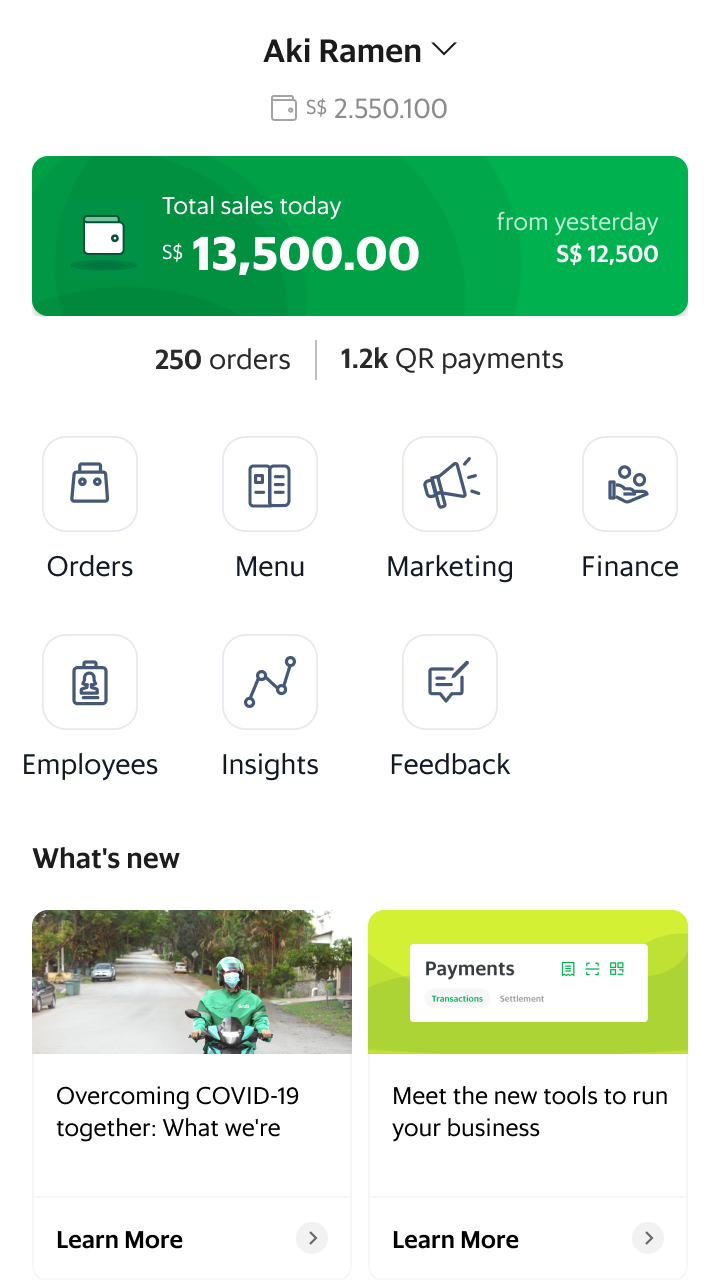 Aki Ramen
S$ 2.550.100
Total sales today
S$ 13,500.00
from yesterday
S$ 12,500
250 orders
1.2k QR payments
Orders
Menu
Marketing
Finance
Employees
Insights
Feedback
What's new
Payments
Transactions
Settlement
Overcoming COVID-19
together: What we're
Learn More
Meet the new tools to run
your business
Learn More